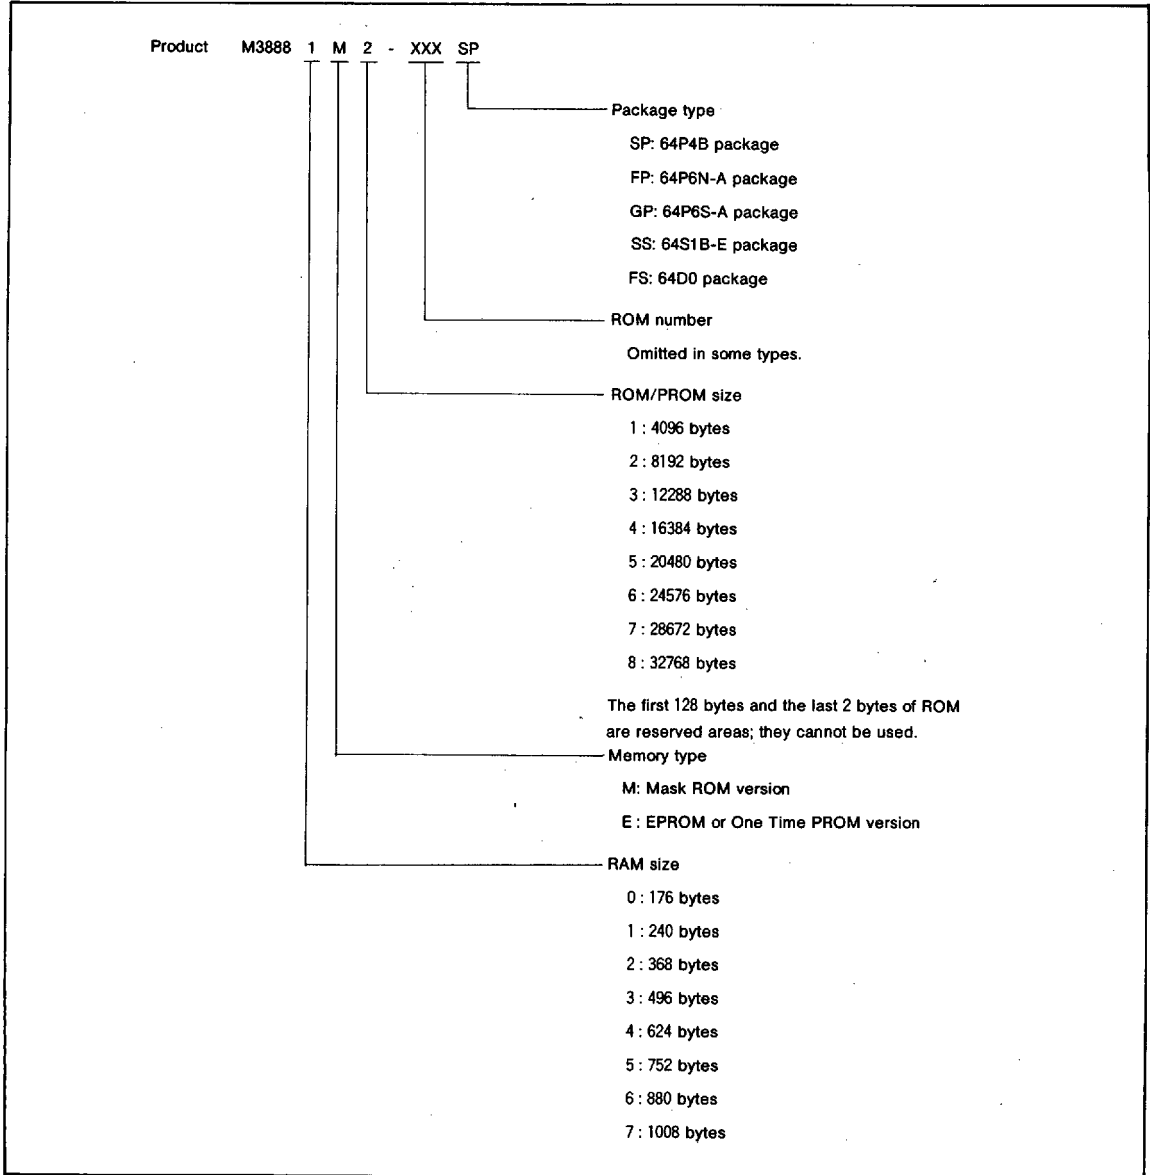 Product M3888 1 M 2 - XXX SP
Package type
SP: 64P4B package
FP: 64P6N-A package
GP: 64P6S-A package
SS: 64S1B-E package
FS: 64D0 package
ROM number
Omitted in some types.
ROM/PROM size
1 : 4096 bytes
2 : 8192 bytes
3 : 12288 bytes
4 : 16384 bytes
5 : 20480 bytes
6 : 24576 bytes
7 : 28672 bytes
8 : 32768 bytes
The first 128 bytes and the last 2 bytes of ROM
are reserved areas; they cannot be used.
Memory type
M: Mask ROM version
E : EPROM or One Time PROM version
RAM size
0 : 176 bytes
1 : 240 bytes
2 : 368 bytes
3 : 496 bytes
4 : 624 bytes
5 : 752 bytes
6 : 880 bytes
7 : 1008 bytes